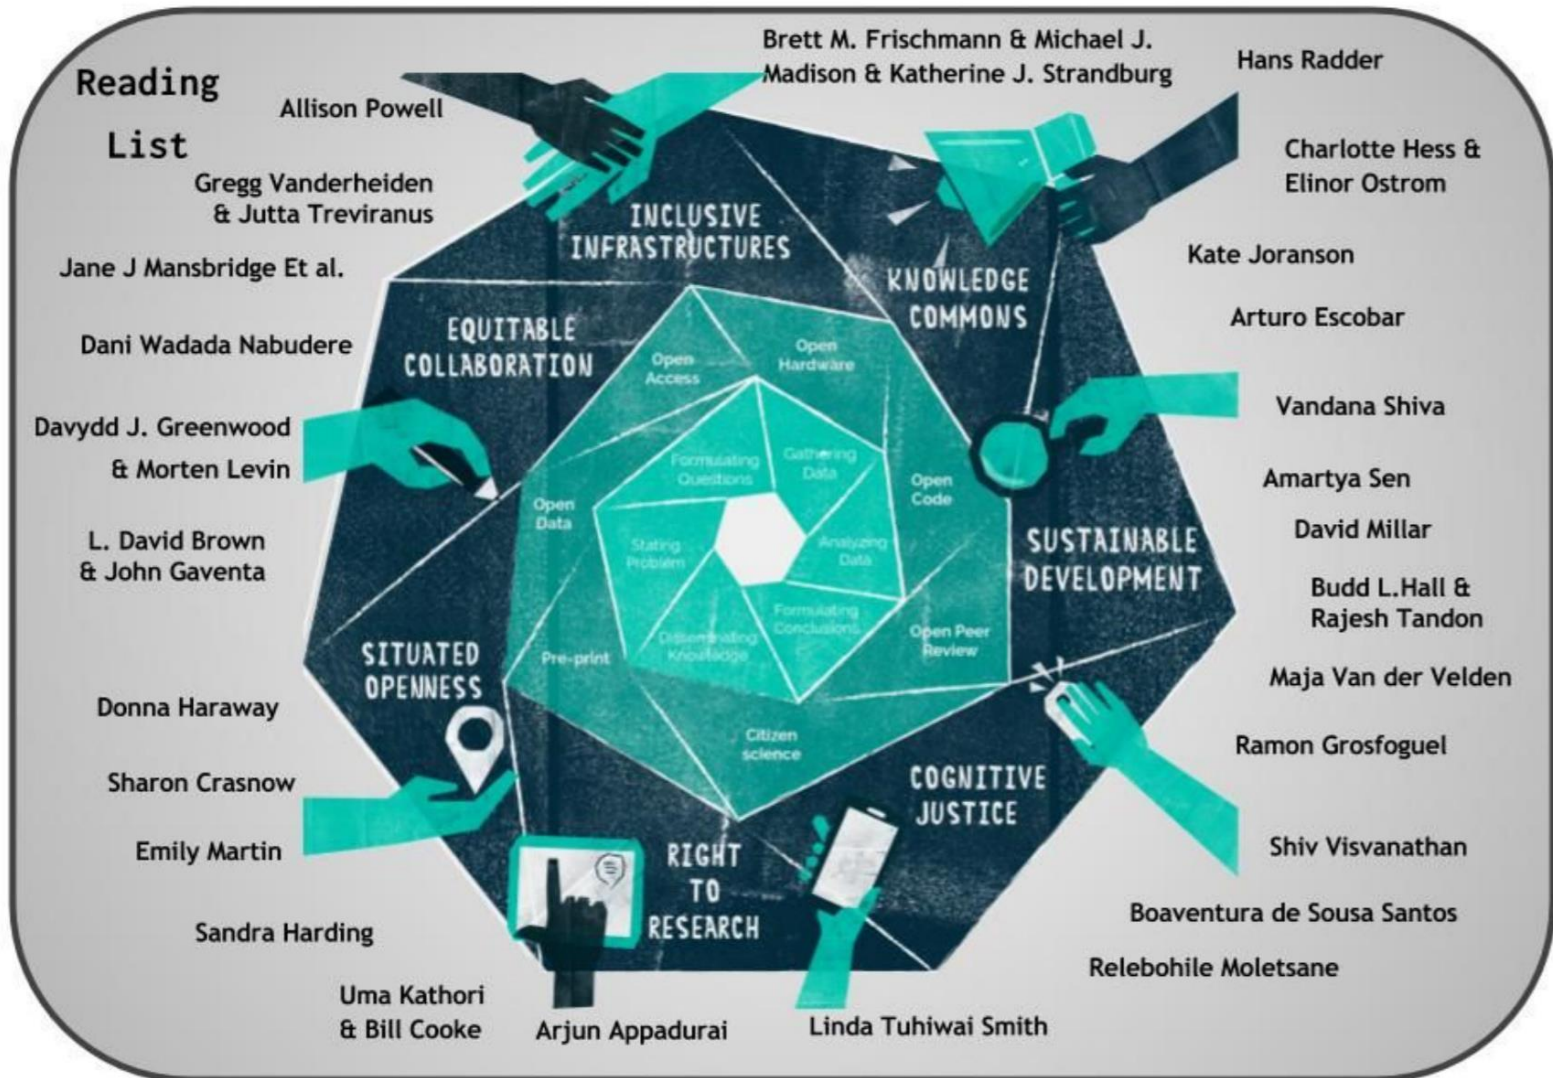 Reading
List
Allison Powell
Gregg Vanderheiden
& Jutta Treviranus
Jane J Mansbridge Et al.
Dani Wadada Nabudere
Davydd J. Greenwood
& Morten Levin
L. David Brown
& John Gaventa
Donna Haraway
Sharon Crasnow
Emily Martin
Sandra Harding
Uma Kathori
& Bill Cooke
Arjun Appadurai
Linda Tuhiwai Smith
Brett M. Frischmann & Michael J.
Madison & Katherine J. Strandburg
Hans Radder
Charlotte Hess &
Elinor Ostrom
Kate Joranson
Arturo Escobar
Vandana Shiva
Amartya Sen
David Millar
Budd L.Hall &
Rajesh Tandon
Maja Van der Velden
Ramon Grosfoguel
Shiv Visvanathan
Boaventura de Sousa Santos
Relebohile Moletsane
INCLUSIVE
INFRASTRUCTURES
KNOWLEDGE
COMMONS
EQUITABLE
COLLABORATION
SUSTAINABLE
DEVELOPMENT
SITUATED
OPENNESS
COGNITIVE
JUSTICE
RIGHT
TO
RESEARCH
Open
Access
Open
Hardware
Open
Code
Open
Data
Open Peer
Review
Pre-print
Citizen
science
Formulating
Questions
Gathering
Data
Stating
Problem
Analyzing
Data
Formulating
Conclusions
Disseminating
Knowledge